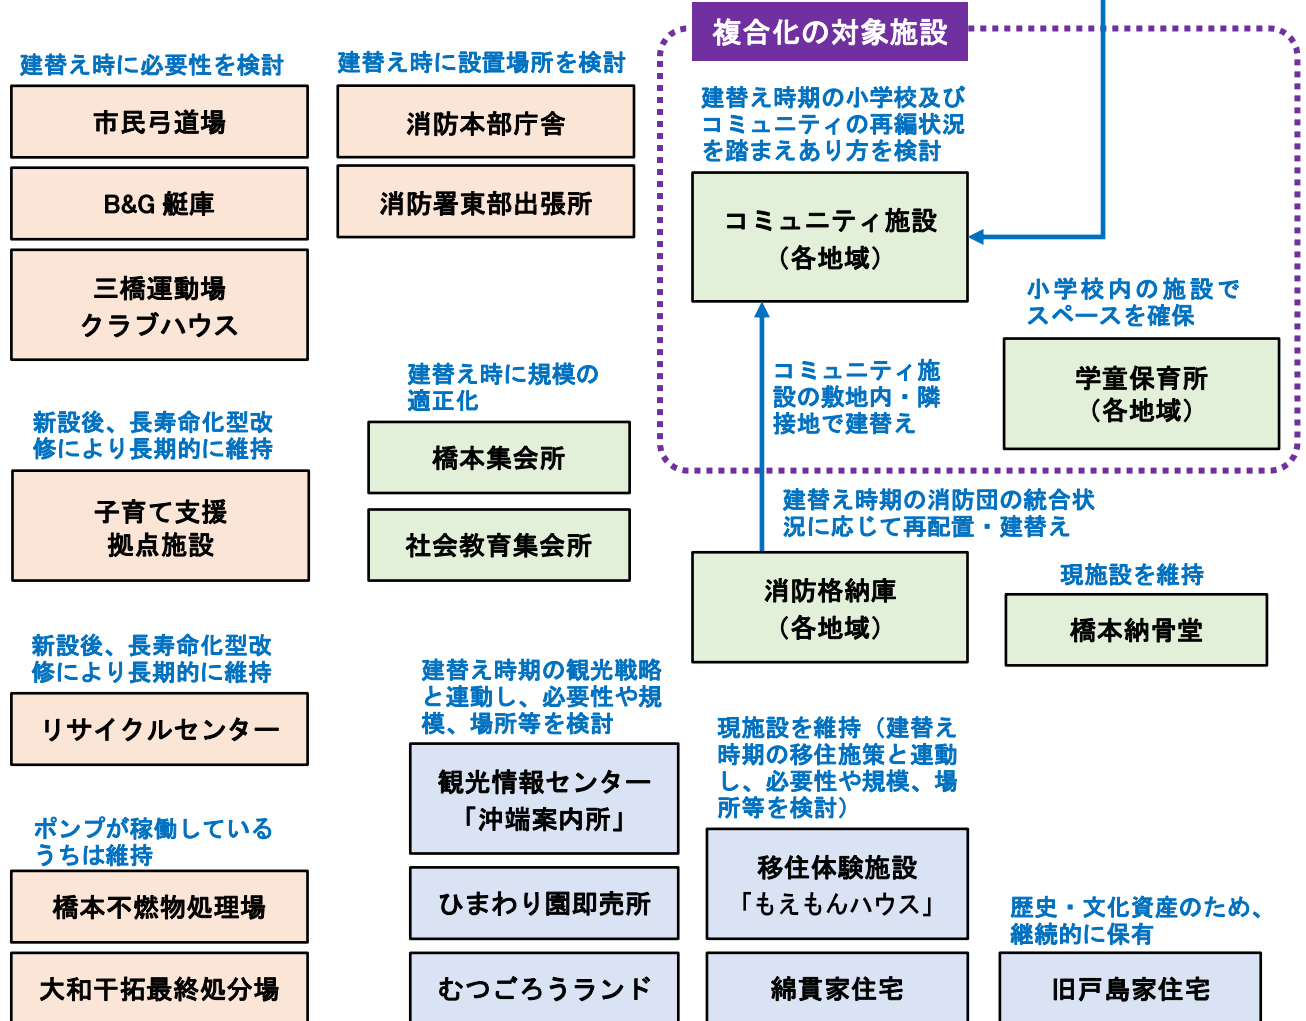 複合化の対象施設
建替え時に必要性を検討
市民弓道場
B&G 艇庫
三橋運動場
クラブハウス
建替え時に設置場所を検討
消防本部庁舎
消防署東部出張所
建替え時期の小学校及び
コミュニティの再編状況
を踏まえあり方を検討
コミュニティ施設
（各地域）
小学校内の施設で
スペースを確保
学童保育所
（各地域）
コミュニティ施
設の敷地内・隣
接地で建替え
建替え時に規模の
適正化
橋本集会所
社会教育集会所
新設後、長寿命化型改
修により長期的に維持
子育て支援
拠点施設
建替え時期の消防団の統合状
況に応じて再配置・建替え
消防格納庫
（各地域）
現施設を維持
橋本納骨堂
新設後、長寿命化型改
修により長期的に維持
リサイクルセンター
建替え時期の観光戦略
と連動し、必要性や規
模、場所等を検討
観光情報センター
「沖端案内所」
ひまわり園即売所
むつごろうランド
現施設を維持（建替え
時期の移住施策と連動
し、必要性や規模、場
所等を検討）
移住体験施設
「もえもんハウス」
綿貫家住宅
ポンプが稼働している
うちは維持
橋本不燃物処理場
大和干拓最終処分場
歴史・文化資産のため、
継続的に保有
旧戸島家住宅